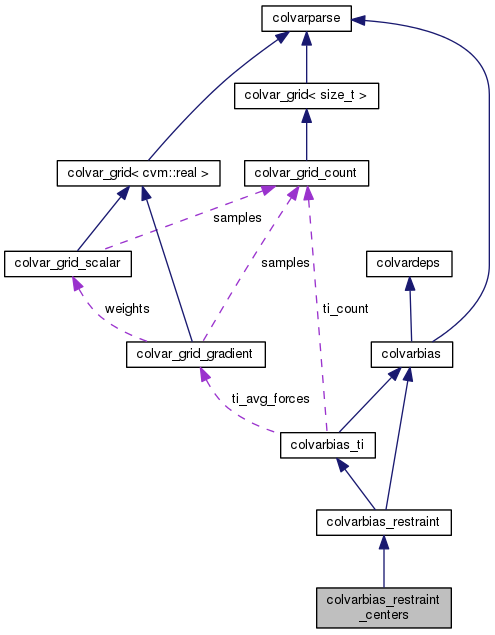 colvarparse
colvar_grid< size_t >
colvar_grid< cvm::real >
colvar_grid_count
samples
colvar_grid_scalar
samples
colvardeps
weights
ti_count
colvar_grid_gradient
colvarbias
ti_avg_forces
colvarbias_ti
colvarbias_restraint
colvarbias_restraint
_centers